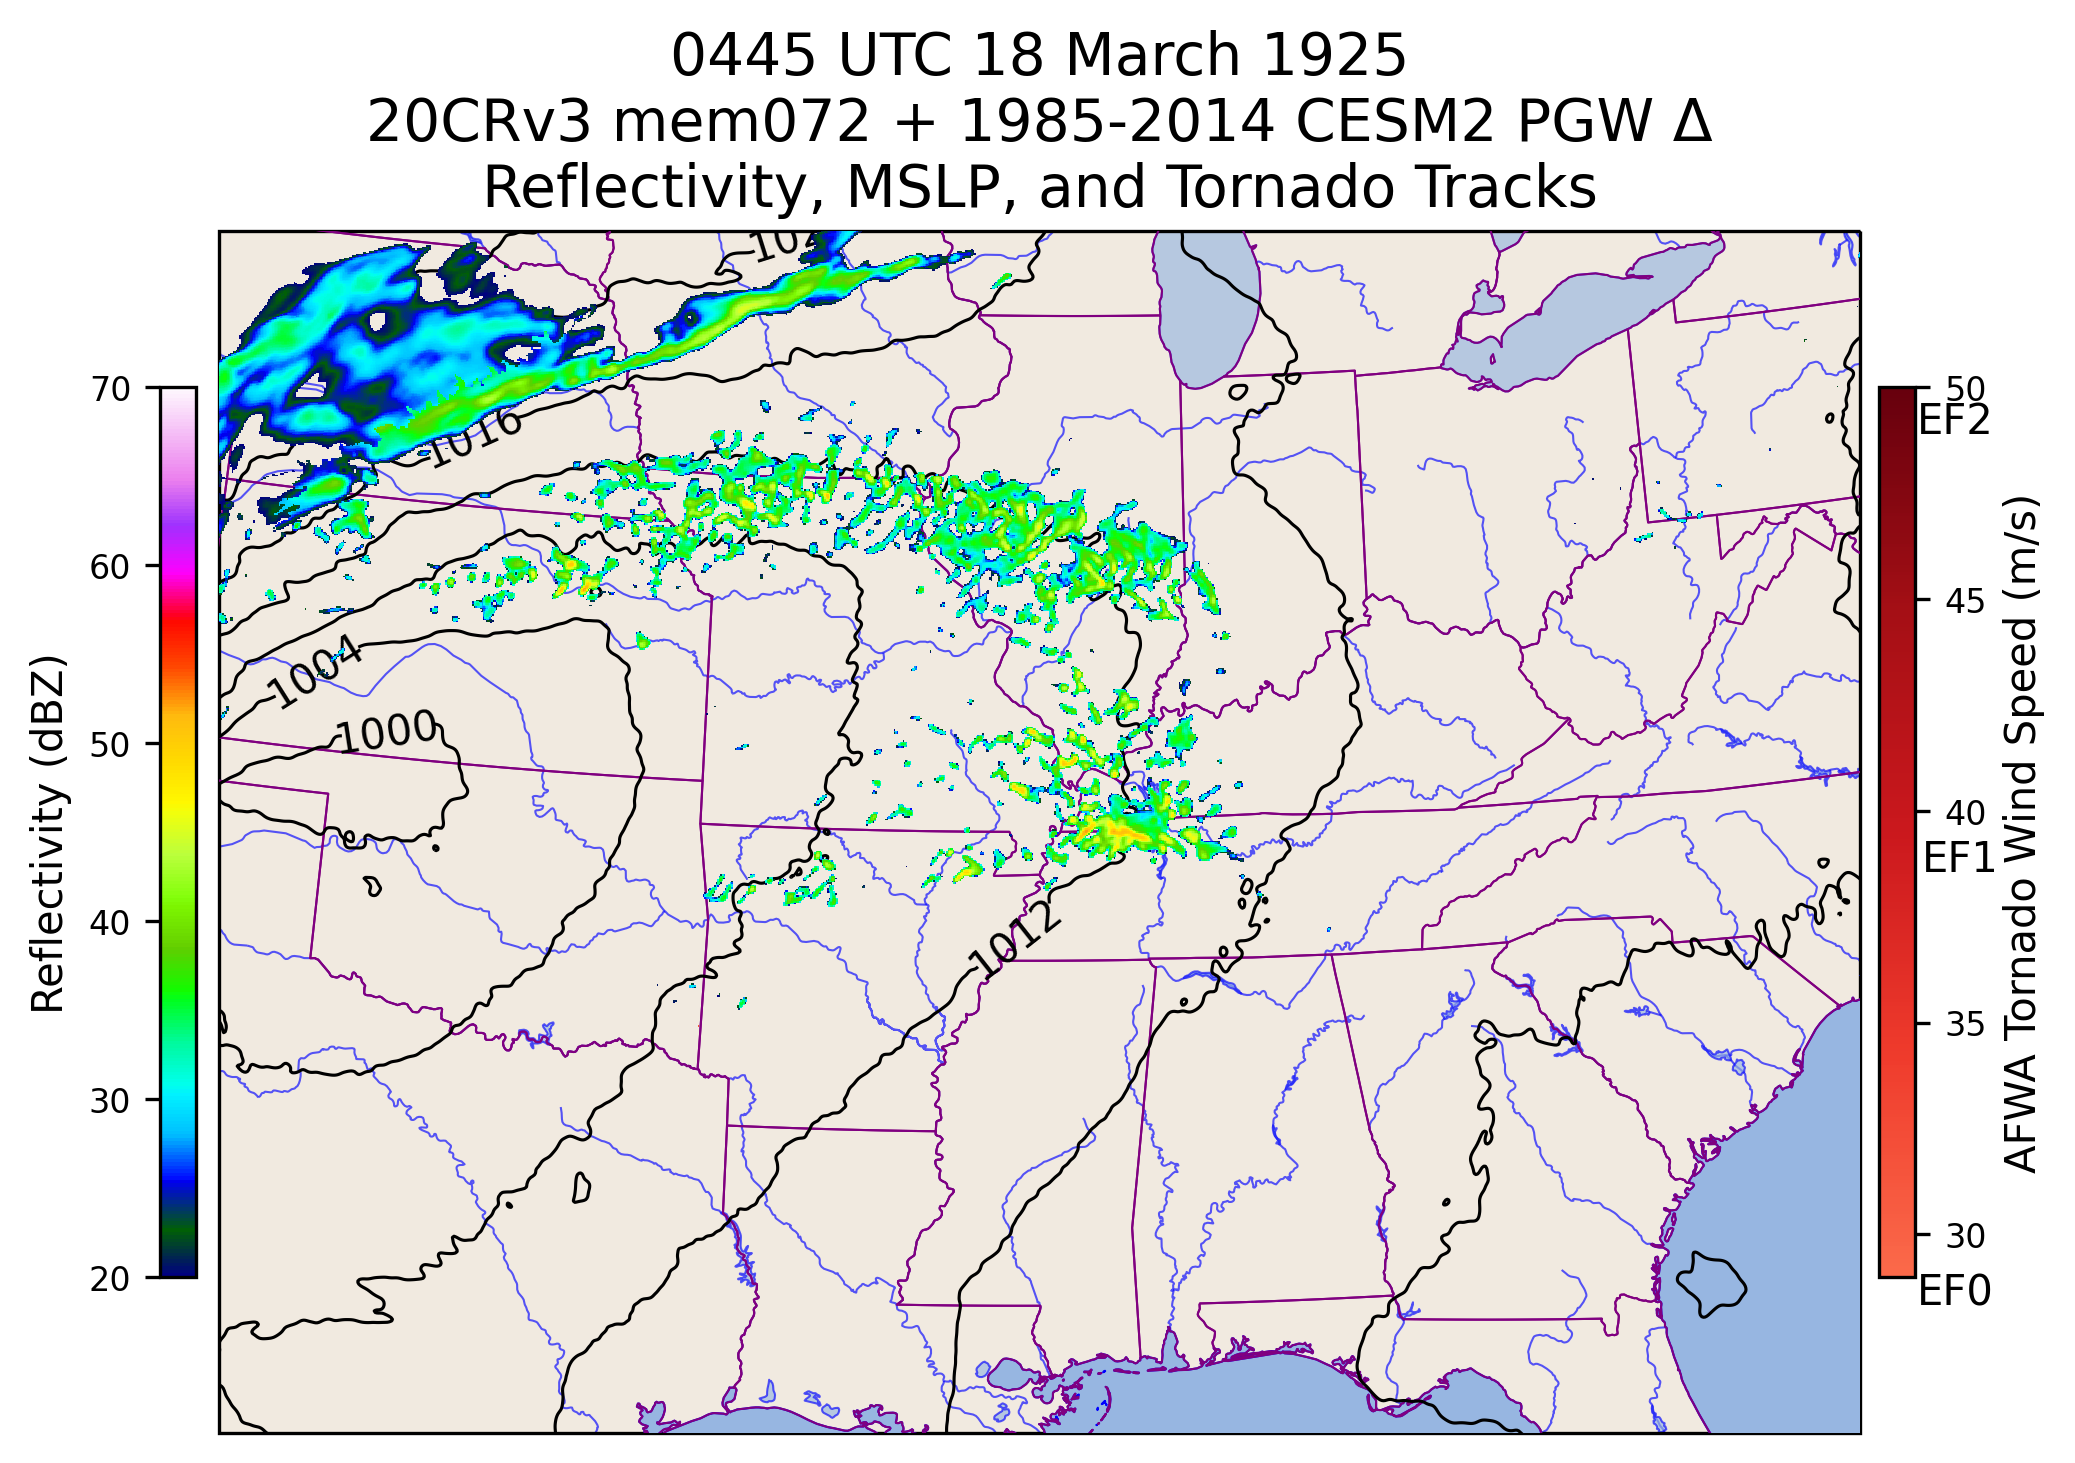 0445 UTC 18 March 1925
20CRv3 mem072 + 1985-2014 CESM2 PGW Δ
Reflectivity, MSLP, and Tornado Tracks
1016
1004
1000
1012
70
60
50
40
30
20
Reflectivity (dBZ)
50
EF2
45
40
EF1
35
30
EF0
AFWA Tornado Wind Speed (m/s)